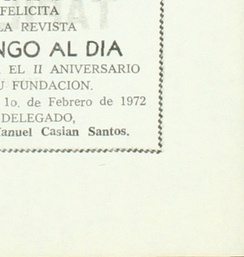 FELICITA
LA REVISTA
NGO AL DIA
EL II ANIVERSARIO
FUNDACION.
1o. de Febrero de 1972
DELEGADO,
Manuel Casian Santos.